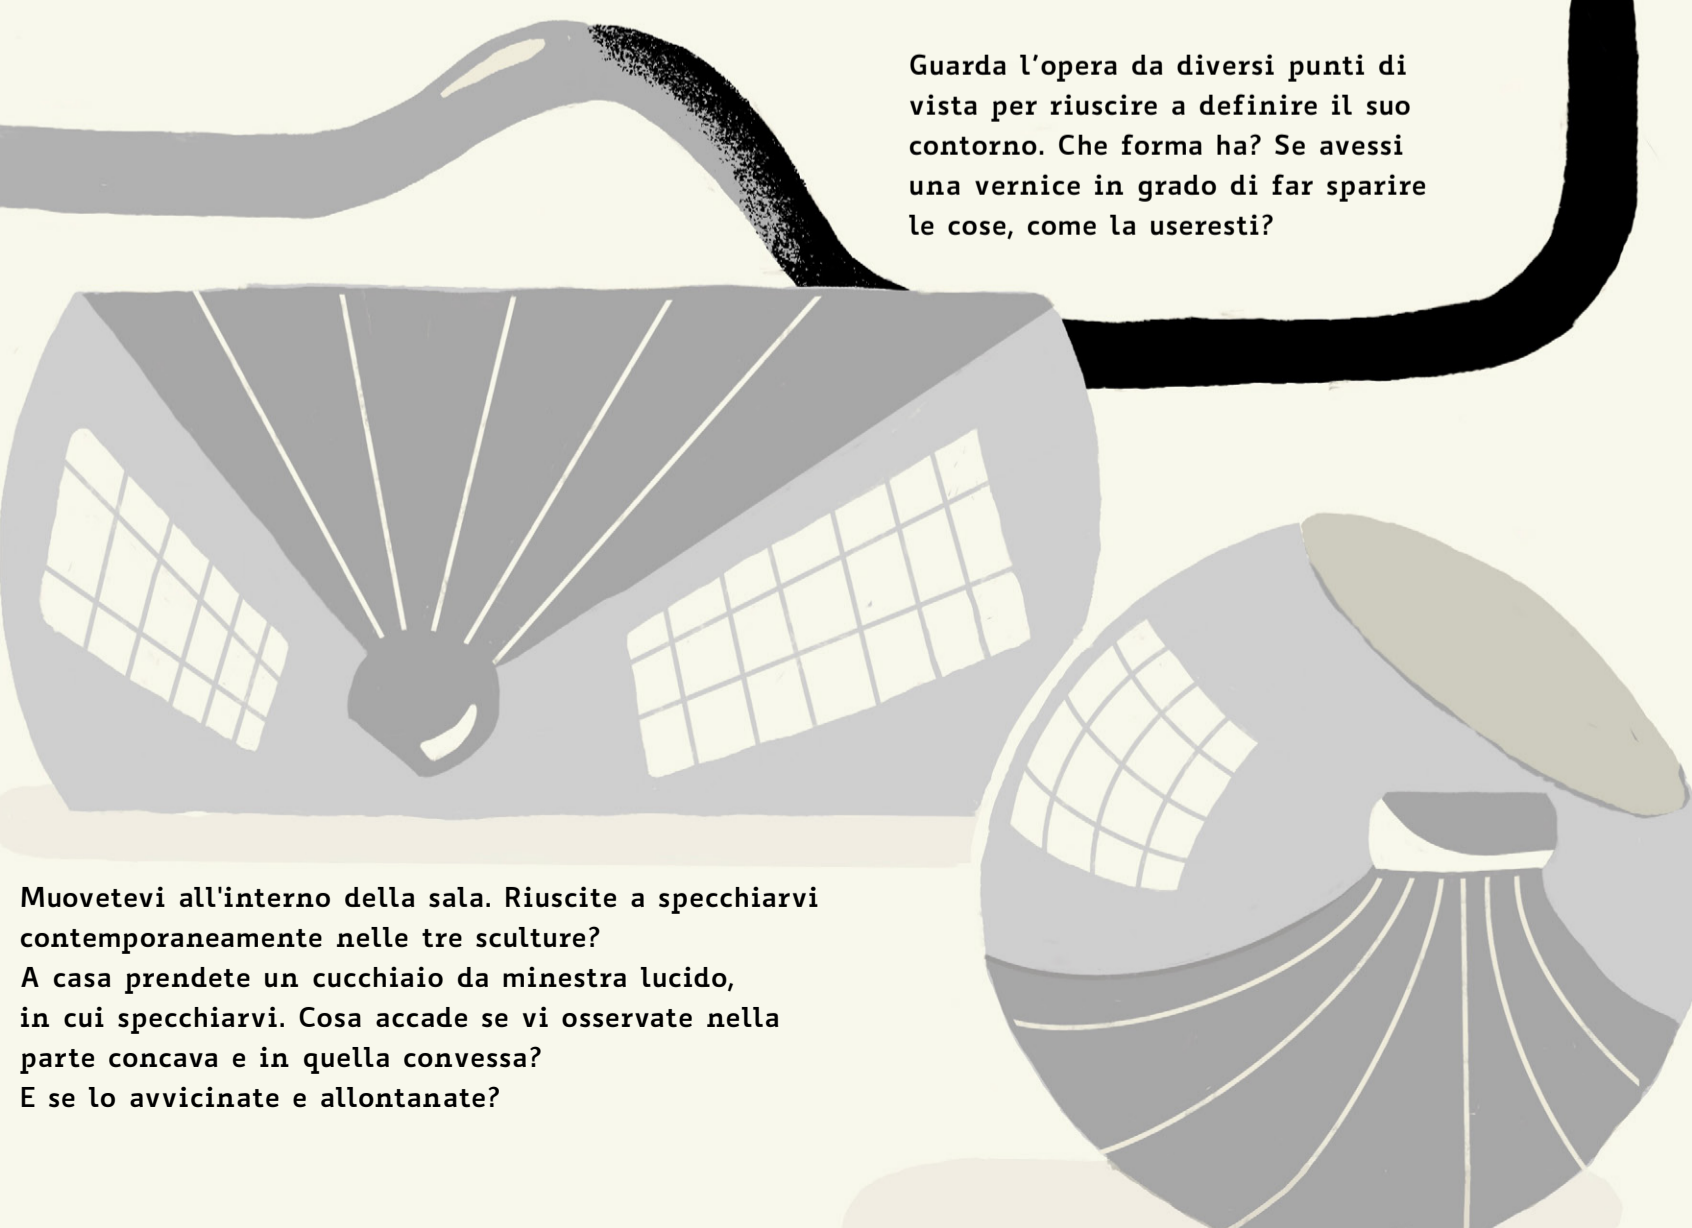 Guarda l’opera da diversi punti di
vista per riuscire a definire il suo
contorno. Che forma ha? Se avessi
una vernice in grado di far sparire
le cose, come la useresti?
Muovetevi all'interno della sala. Riuscite a specchiarvi
contemporaneamente nelle tre sculture?
A casa prendete un cucchiaio da minestra lucido,
in cui specchiarvi. Cosa accade se vi osservate nella
parte concava e in quella convessa?
E se lo avvicinate e allontanate?